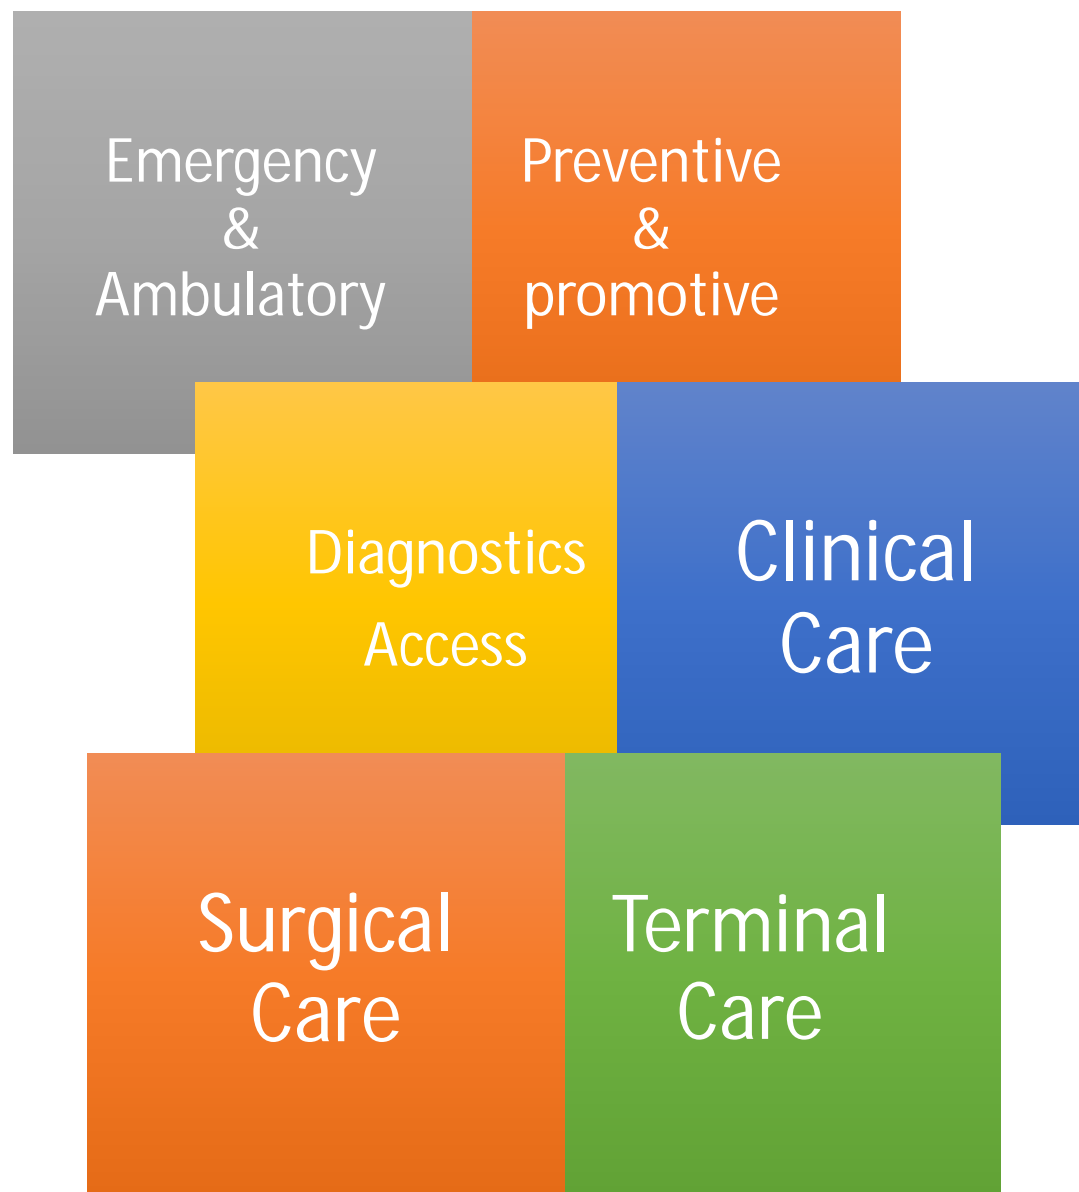 Emergency
&
Ambulatory
Preventive
&
promotive
Diagnostics
Access
Clinical
Care
Surgical
Care
Terminal
Care